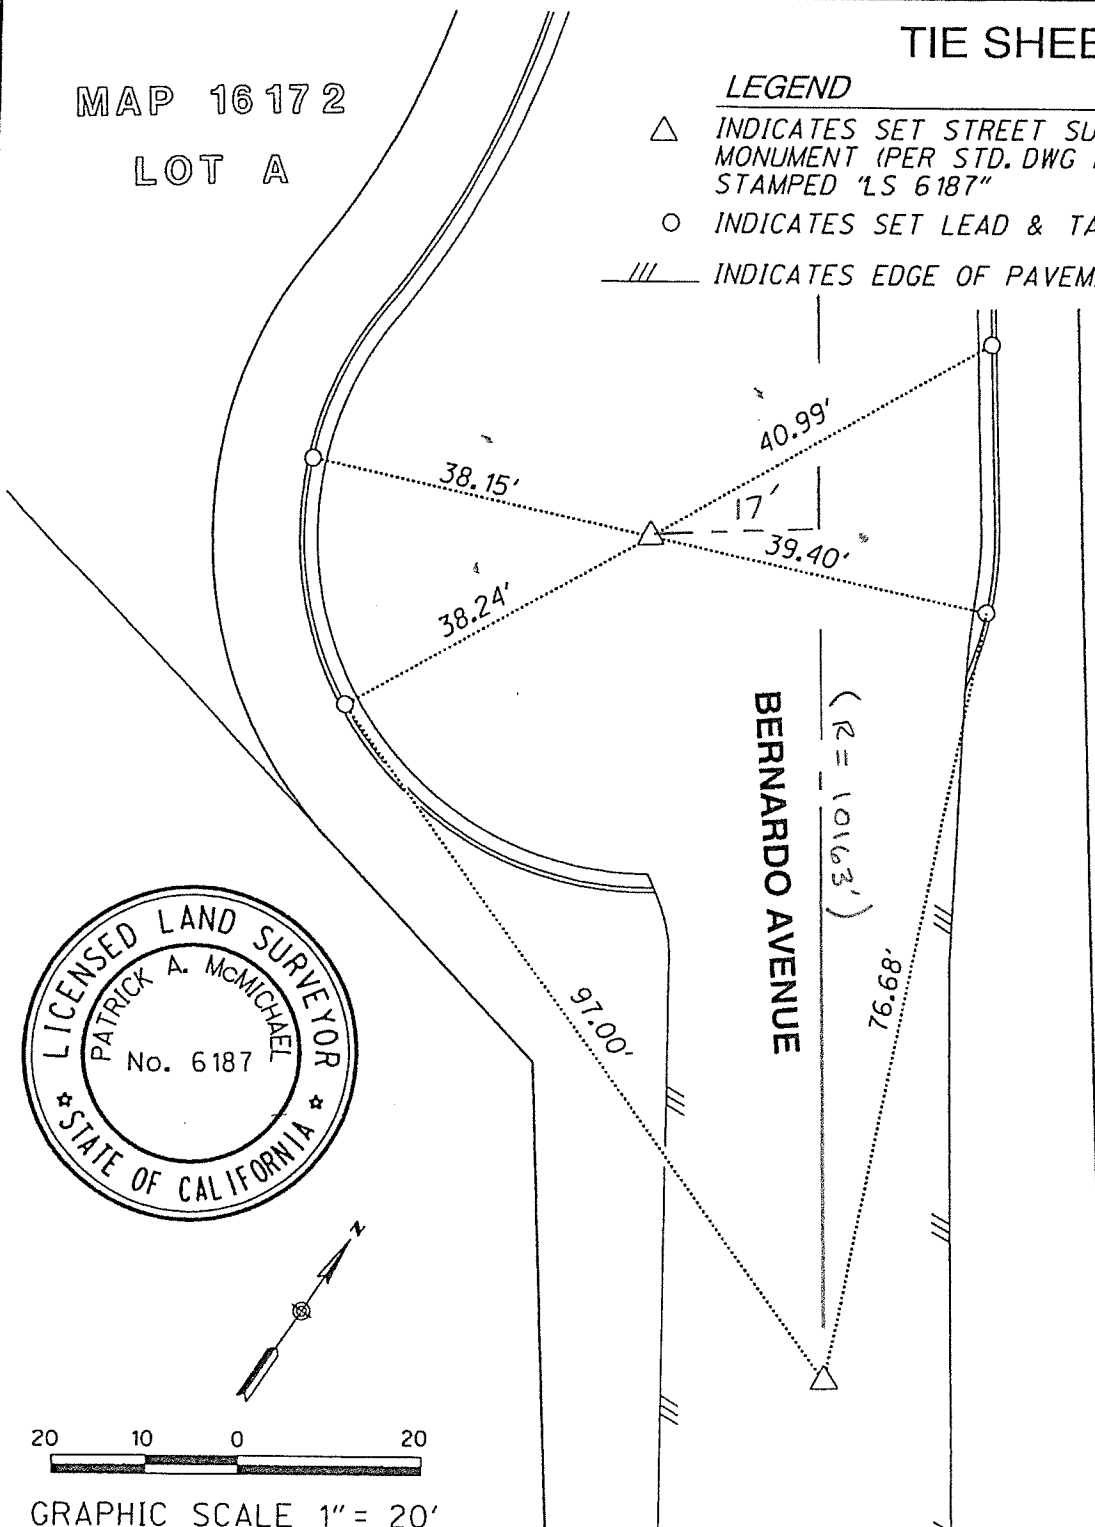 TIE SHEE
MAP 16172
LOT A
LEGEND
△ INDICATES SET STREET SU
MONUMENT (PER STD. DWG
STAMPED "LS 6187"
○ INDICATES SET LEAD & TA
INDICATES EDGE OF PAVEM
40.99'
38.15'
17'
39.40'
38.24'
BERNARDO AVENUE
(R=10163')
97.00'
76.68'
LICENSED LAND SURVEYOR
PATRICK A. McMICHAEL
No. 6187
STATE OF CALIFORNIA
N
20 10 0 20
GRAPHIC SCALE 1" = 20'